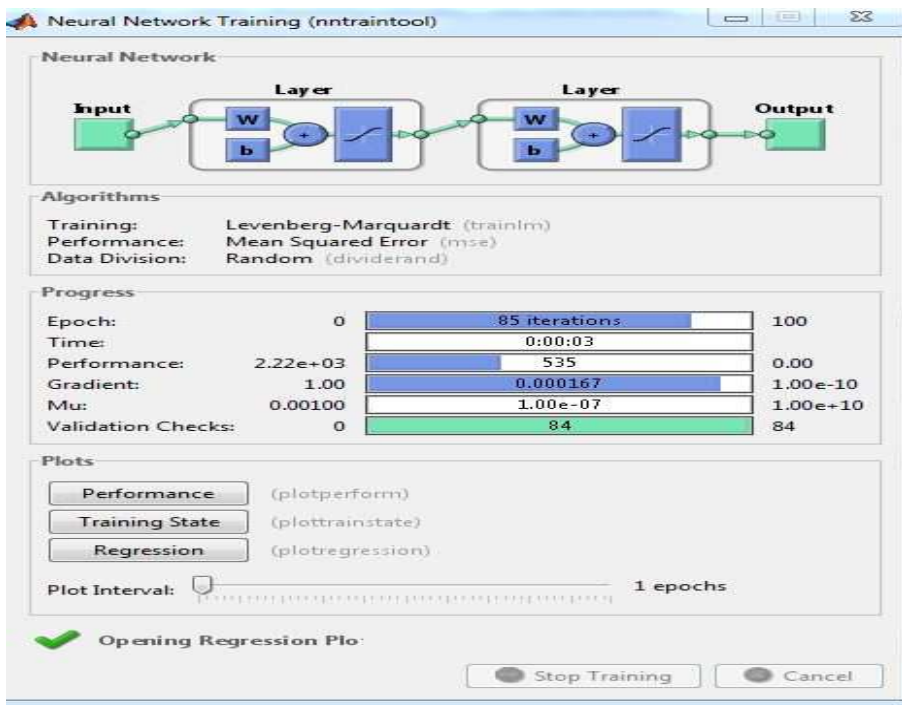 Neural Network Training (nntraintool)
Neural Network
Layer Layer
Input Output
W W
b b
+ +
Algorithms
Training: Levenberg-Marquardt (trainlm)
Performance: Mean Squared Error (mse)
Data Division: Random (dividerand)
Progress
Epoch: 0 85 iterations 100
Time: 0:00:03
Performance: 2.22e+03 535 0.00
Gradient: 1.00 0.000167 1.00e-10
Mu: 0.00100 1.00e-07 1.00e+10
Validation Checks: 0 84 84
Plots
Performance (plotperform)
Training State (plottrainstate)
Regression (plotregression)
Plot Interval: 1 epochs
Opening Regression Plo
Stop Training Cancel